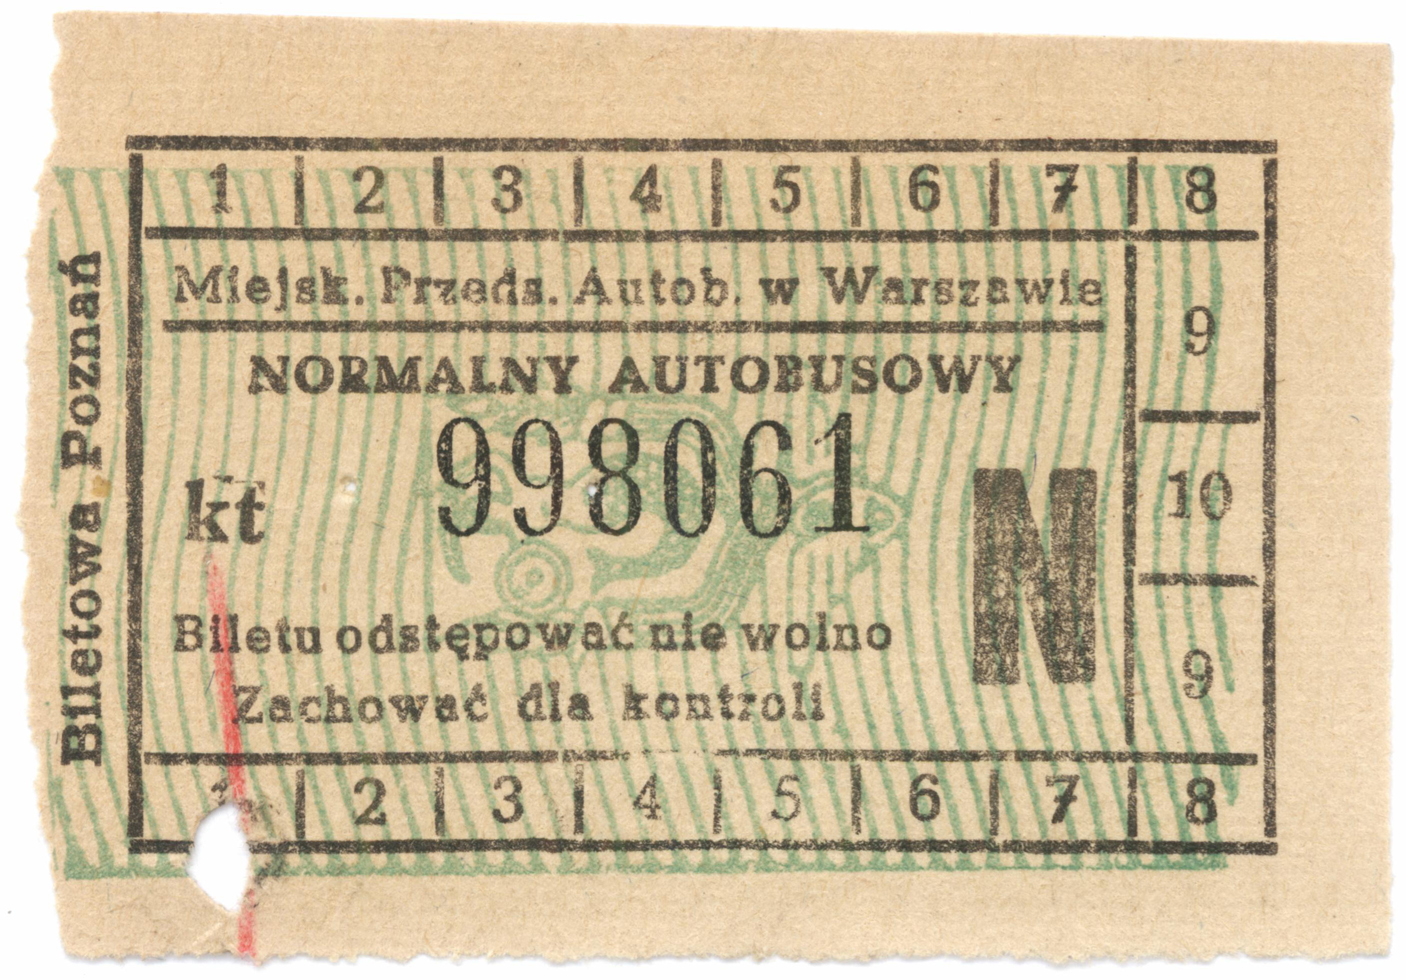 Biletowa Poznań
1 2 3 4 5 6 7 8
Miejsk. Przeds. Autob. w Warszawie
NORMALNY AUTOBUSOWY
998061
kt
N
Biletu odstępować nie wolno
Zachować dla kontroli
9
10
9
1 2 3 4 5 6 7 8